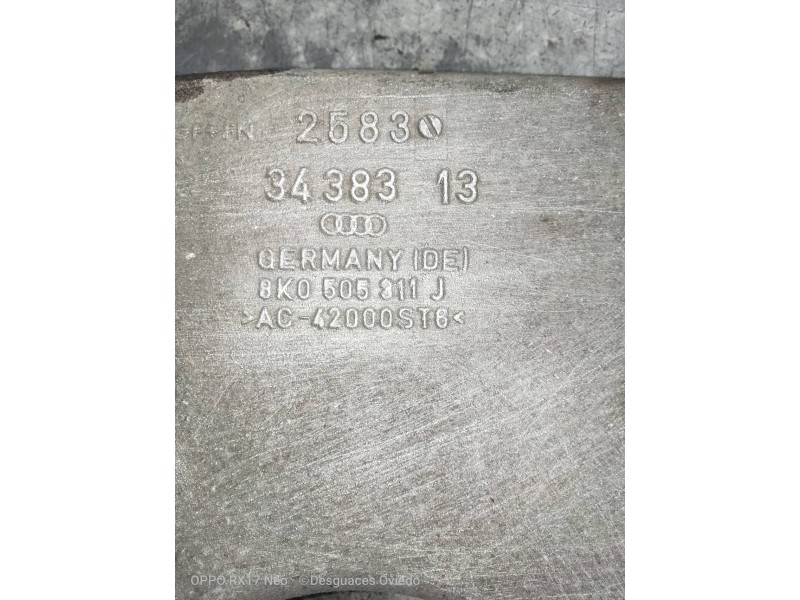 2583
34383 13
GERMANY (DE)
8K0 505 311 J
>AC-42000ST6<
OPPO RX17 Neo ©Desguaces Oviedo